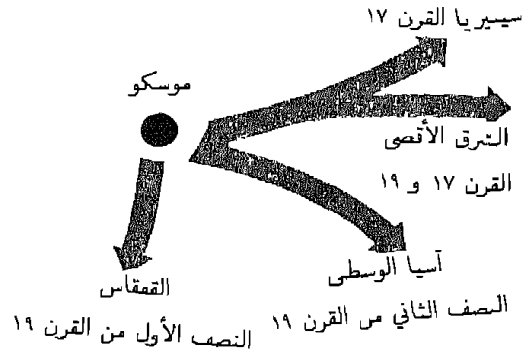 سيبيريا القرن ١٧
موسكو
الشرق الأقصى
القرن ١٧ و ١٩
آسيا الوسطى
النصف الثاني من القرن ١٩
القفقاس
النصف الأول من القرن ١٩